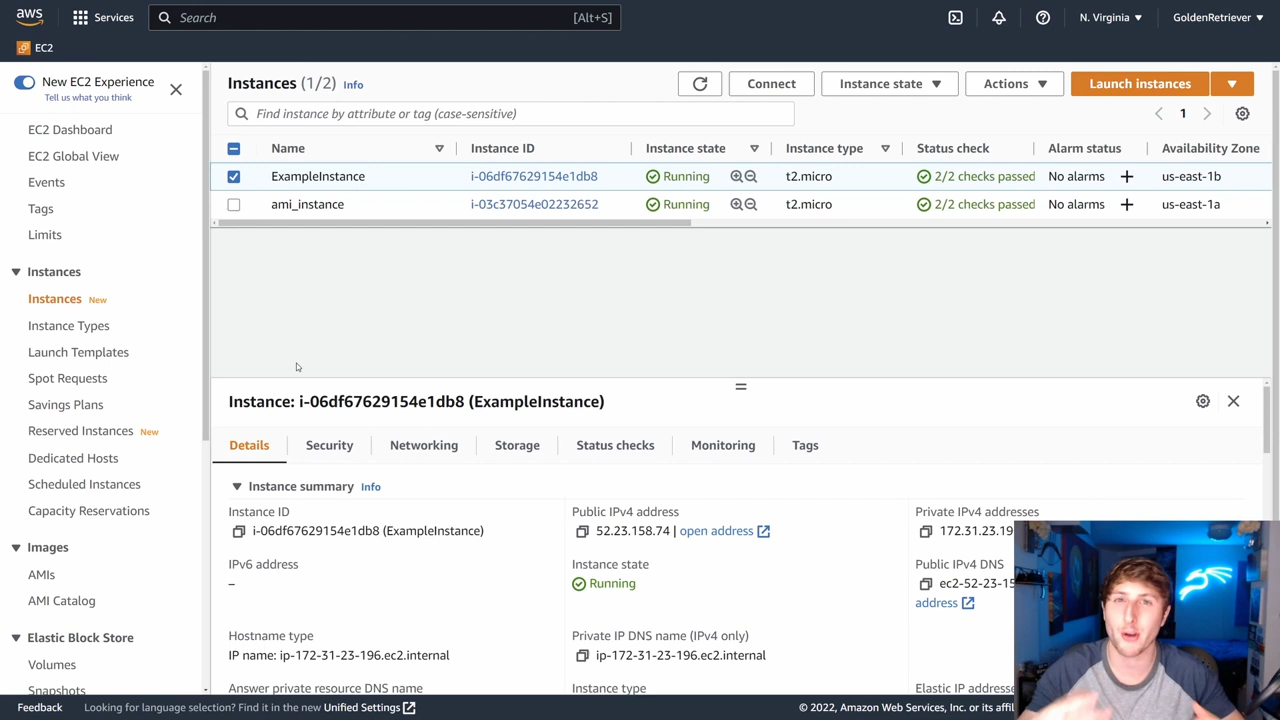 aws
Services
Search
[Alt+S]
N. Virginia
GoldenRetriever
EC2
New EC2 Experience
Tell us what you think
EC2 Dashboard
EC2 Global View
Events
Tags
Limits
Instances
Instances New
Instance Types
Launch Templates
Spot Requests
Savings Plans
Reserved Instances New
Dedicated Hosts
Scheduled Instances
Capacity Reservations
Images
AMIs
AMI Catalog
Elastic Block Store
Volumes
Snapshots
Instances (1/2) Info
Connect
Instance state
Actions
Launch instances
Find instance by attribute or tag (case-sensitive)
1
Name Instance ID Instance state Instance type Status check Alarm status Availability Zone
ExampleInstance i-06df67629154e1db8 Running t2.micro 2/2 checks passed No alarms us-east-1b
ami_instance i-03c37054e02232652 Running t2.micro 2/2 checks passed No alarms us-east-1a
Instance: i-06df67629154e1db8 (ExampleInstance)
Details Security Networking Storage Status checks Monitoring Tags
Instance summary Info
Instance ID
i-06df67629154e1db8 (ExampleInstance)
Public IPv4 address
52.23.158.74 | open address
Private IPv4 addresses
172.31.23.19
IPv6 address
–
Instance state
Running
Public IPv4 DNS
ec2-52-23-15
address
Hostname type
IP name: ip-172-31-23-196.ec2.internal
Private IP DNS name (IPv4 only)
ip-172-31-23-196.ec2.internal
Answer private resource DNS name
Instance type
Elastic IP addresse
Feedback
Looking for language selection? Find it in the new Unified Settings
© 2022, Amazon Web Services, Inc. or its affil